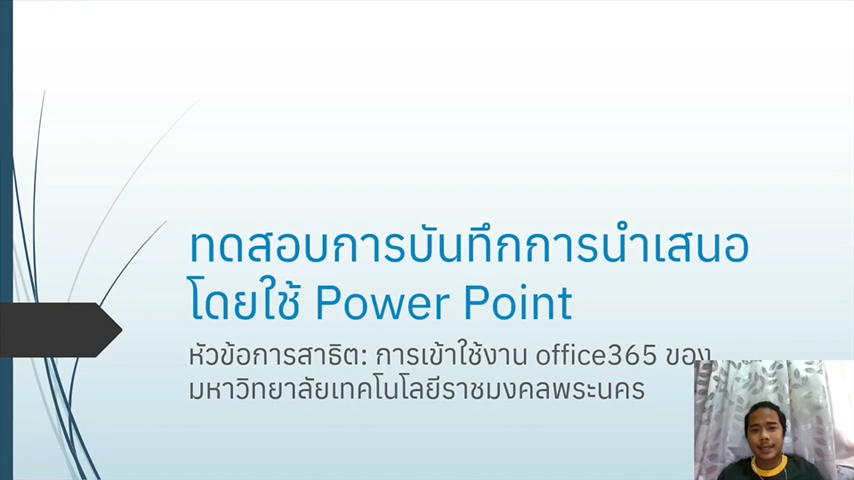 ทดสอบการบันทึกการนำเสนอ
โดยใช้ Power Point
หัวข้อการสาธิต: การเข้าใช้งาน office365 ของ
มหาวิทยาลัยเทคโนโลยีราชมงคลพระนคร